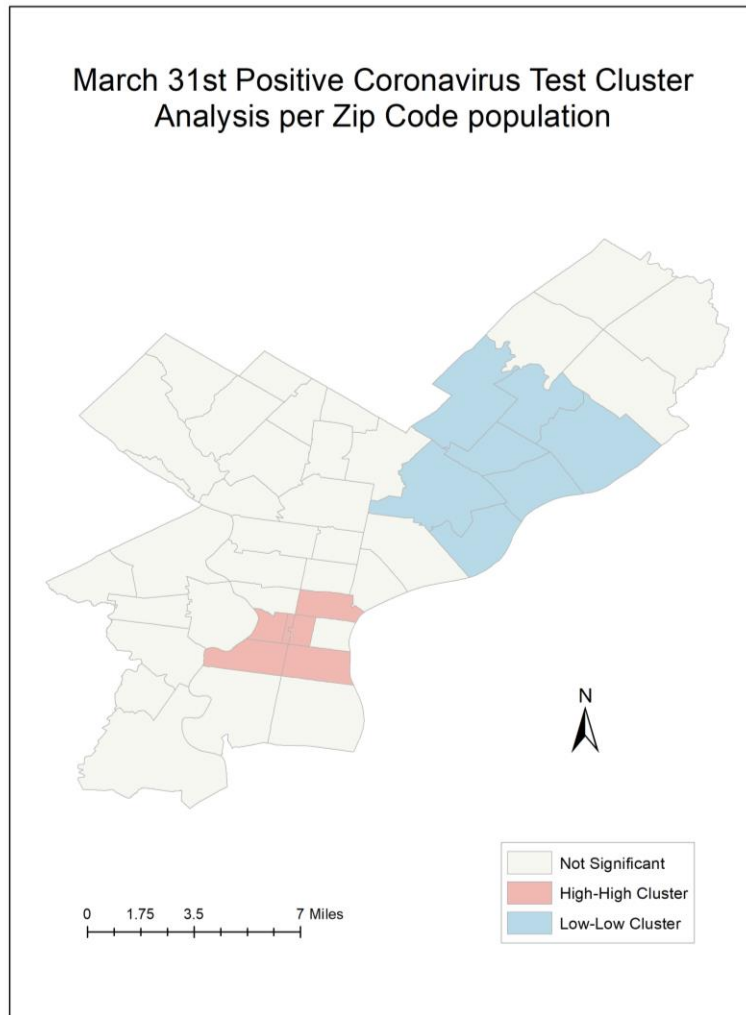 March 31st Positive Coronavirus Test Cluster
Analysis per Zip Code population
N
Not Significant
High-High Cluster
Low-Low Cluster
0 1.75 3.5 7 Miles